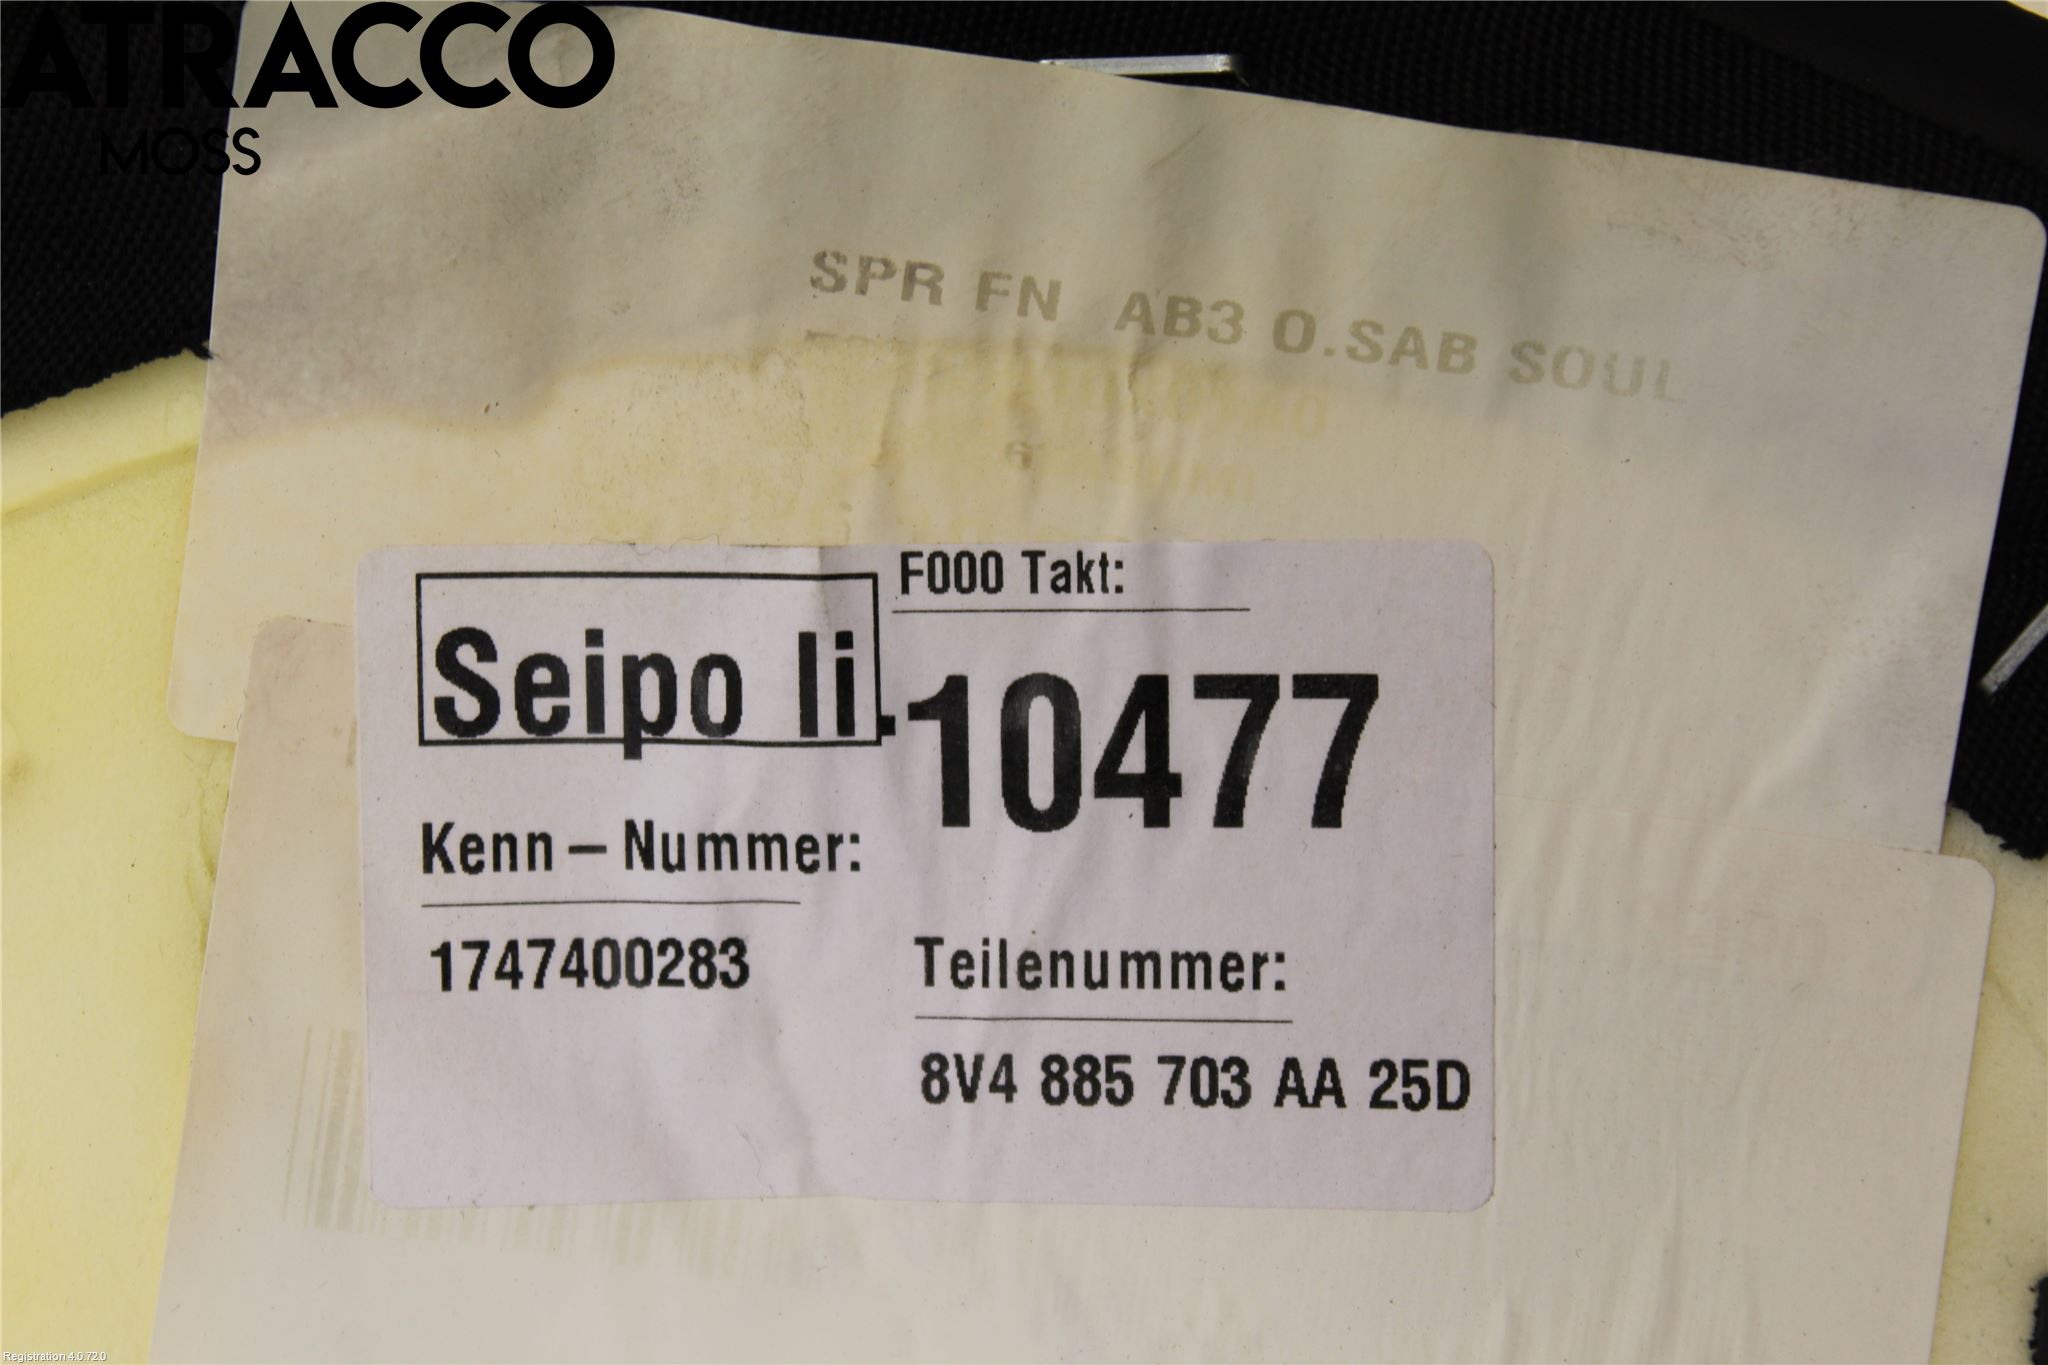 ATRACCO
MOSS
SPR FN AB3 O.SAB SOUL
F000 Takt:
Seipo li.
10477
Kenn-Nummer:
1747400283
Teilenummer:
8V4 885 703 AA 25D
Registration 4.0.72.0